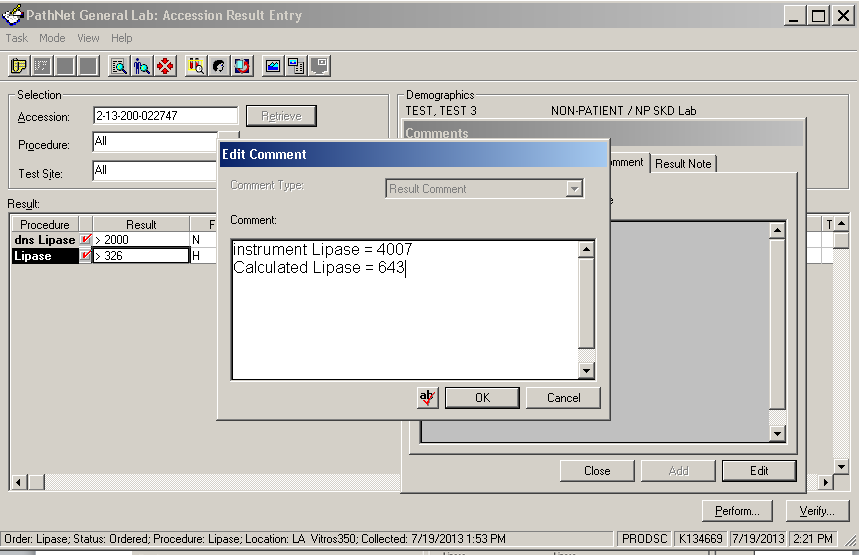 PathNet General Lab: Accession Result Entry
Task Mode View Help
Selection
Accession: 2-13-200-022747 Retrieve
Procedure: All
Test Site: All
Demographics
TEST, TEST 3 NON-PATIENT / NP SKD Lab
Comments
Result Note
Result:
Procedure Result F
dns Lipase > 2000 N
Lipase > 326 H
T
Edit Comment
Comment Type: Result Comment
Comment:
instrument Lipase = 4007
Calculated Lipase = 643
OK Cancel
Close Add Edit
Perform... Verify...
Order: Lipase; Status: Ordered; Procedure: Lipase; Location: LA Vitros350; Collected: 7/19/2013 1:53 PM PRODSC K134669 7/19/2013 2:21 PM